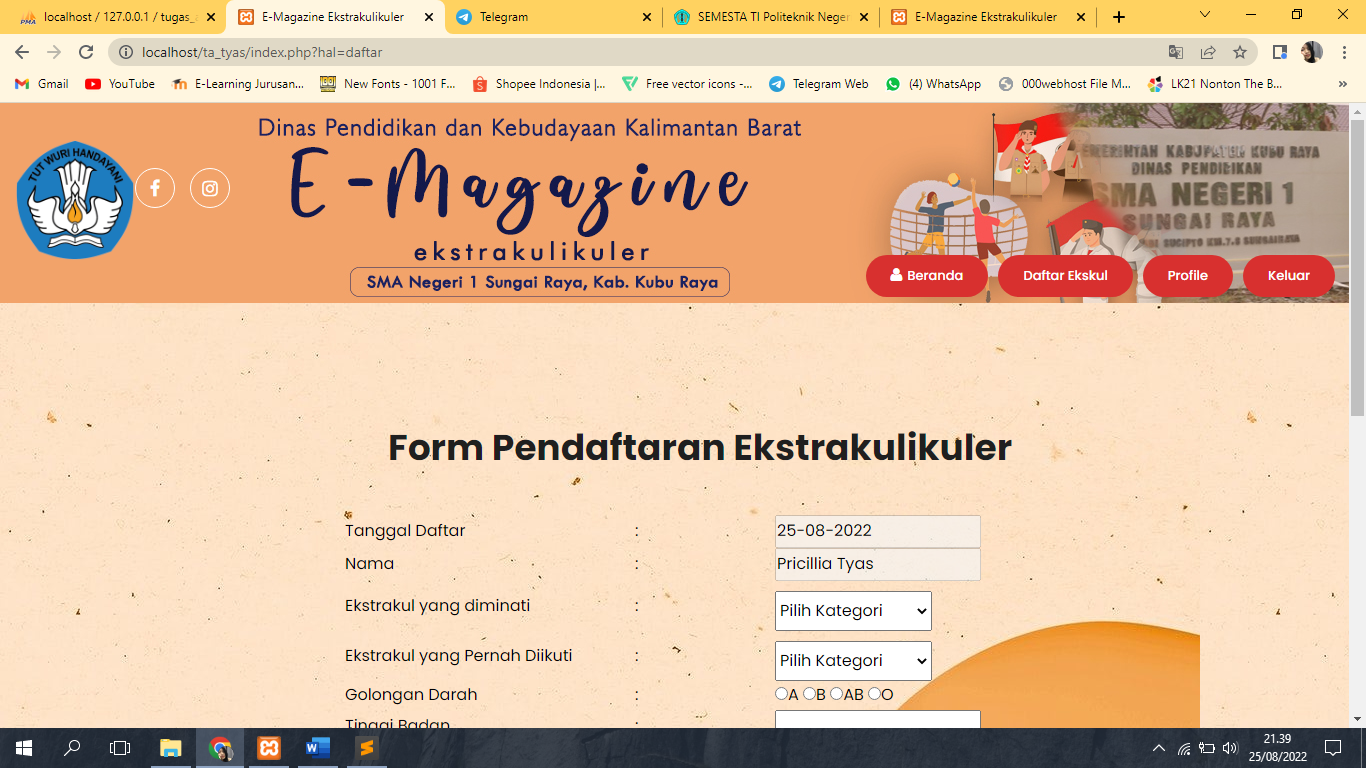 localhost / 127.0.0.1 / tugas_a
E-Magazine Ekstrakulikuler
Telegram
SEMESTA TI Politeknik Neger
E-Magazine Ekstrakulikuler
localhost/ta_tyas/index.php?hal=daftar
Gmail
YouTube
E-Learning Jurusan...
New Fonts - 1001 F...
Shopee Indonesia |...
Free vector icons -...
Telegram Web
(4) WhatsApp
000webhost File M...
LK21 Nonton The B...
TUT WURI HANDAYANI
Dinas Pendidikan dan Kebudayaan Kalimantan Barat
E-Magazine
ekstrakulikuler
SMA Negeri 1 Sungai Raya, Kab. Kubu Raya
PEMERINTAH KABUPATEN KUBU RAYA
DINAS PENDIDIKAN
SMA NEGERI 1
SUNGAI RAYA
Beranda
Daftar Ekskul
Profile
Keluar
Form Pendaftaran Ekstrakulikuler
Tanggal Daftar : 25-08-2022
Nama : Pricillia Tyas
Ekstrakul yang diminati : Pilih Kategori
Ekstrakul yang Pernah Diikuti : Pilih Kategori
Golongan Darah : A B AB O
Tinggi Badan :
21.39
25/08/2022